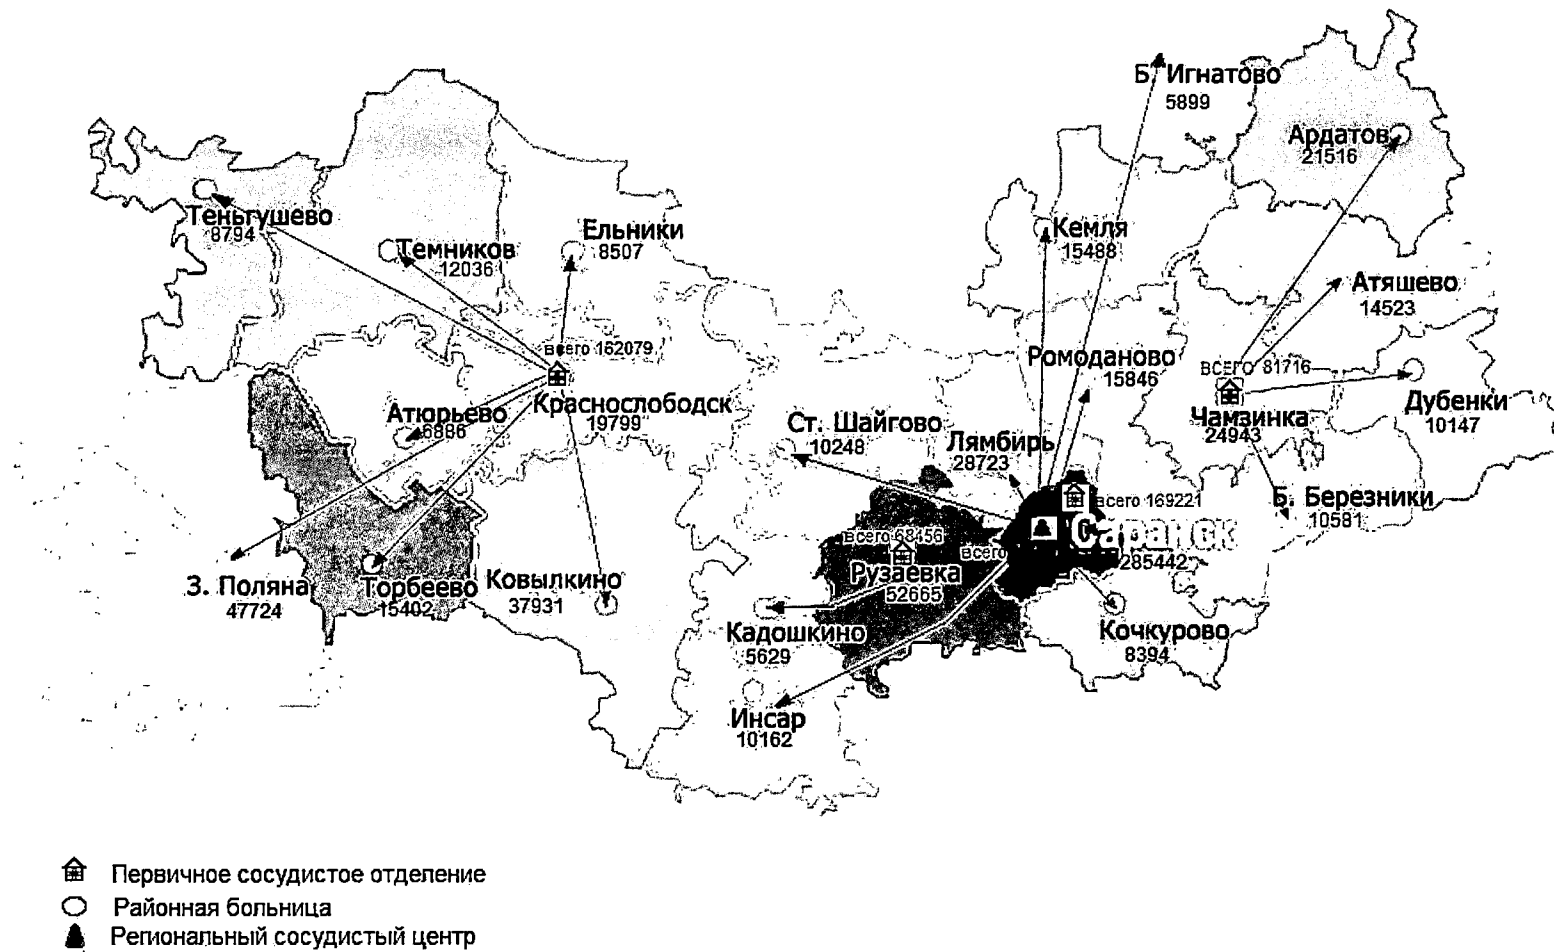 Б. Игнатово
5899
Ардатов
21516
Теньгушево
8794
Темников
12036
Ельники
8507
Кемля
15488
Атяшево
14523
всего 162079
Ромоданово
15846
ВСЕГО 81716
Краснослободск
19799
Атюрьево
6886
Ст. Шайгово
10248
Лямбирь
28723
Чамзинка
24943
Дубенки
10147
Б. Березники
10581
всего 169221
Саранск
285442
всего 68456
всего
Рузаевка
52665
З. Поляна
47724
Торбеево
15402
Ковылкино
37931
Кадошкино
5629
Кочкурово
8394
Инсар
10162
Первичное сосудистое отделение
Районная больница
Региональный сосудистый центр